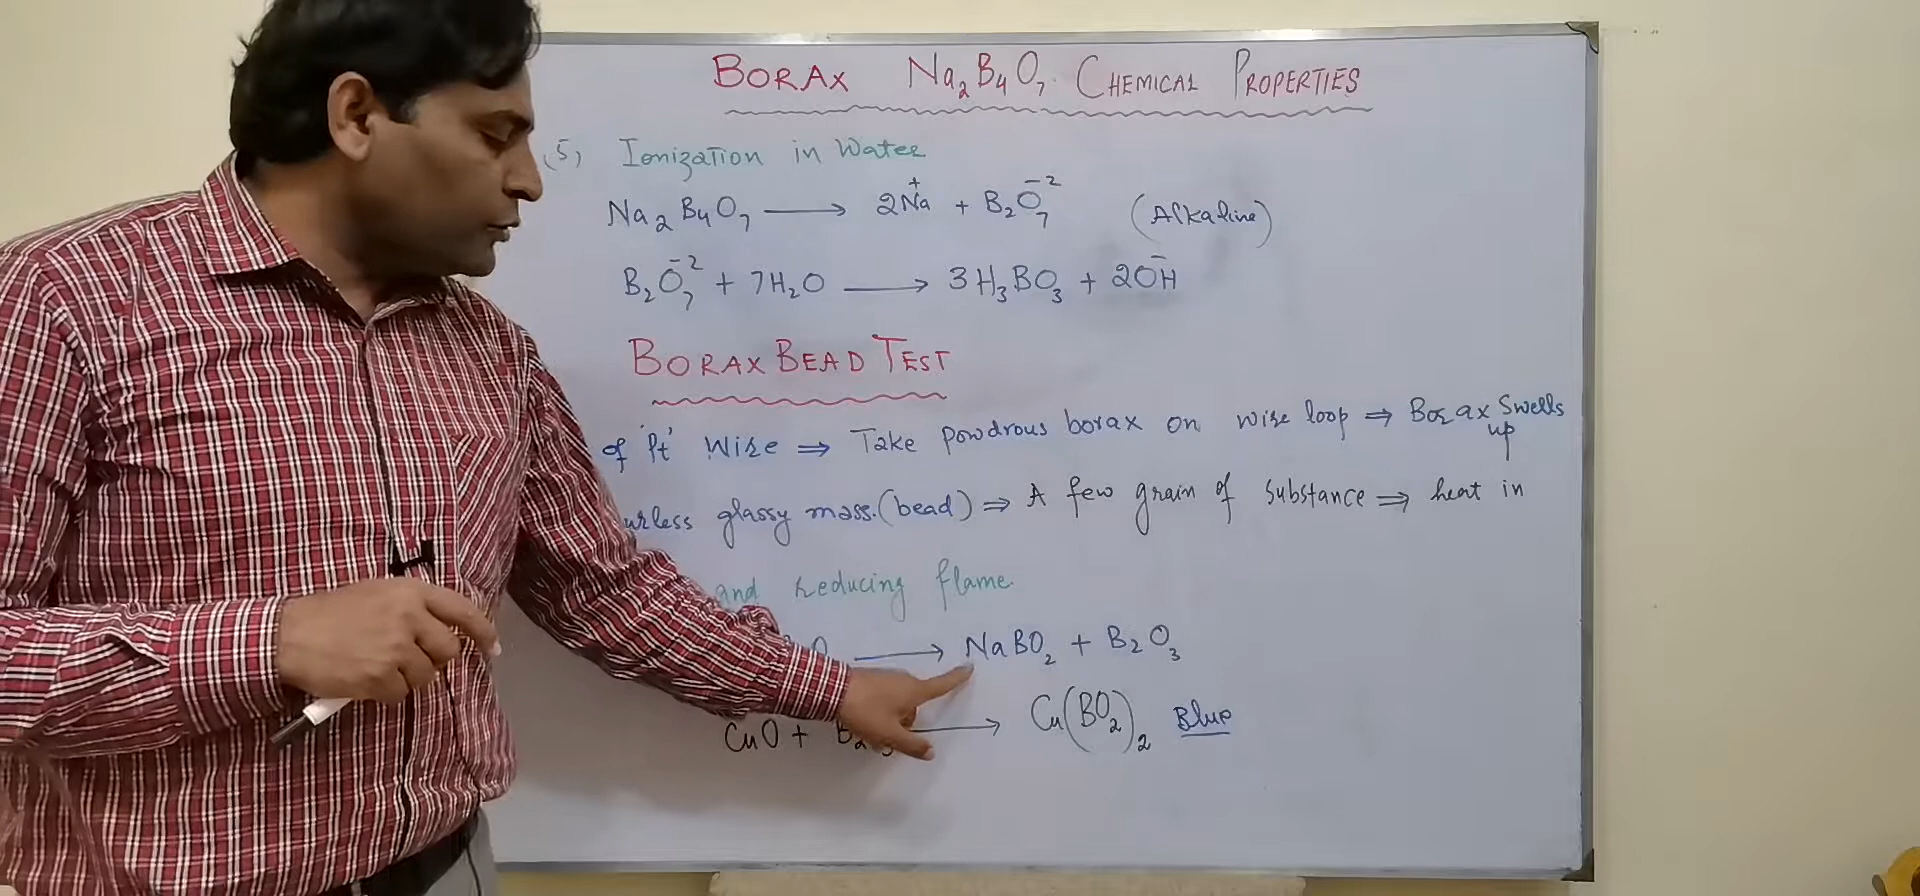 BORAX Na₂B₄O₇. CHEMICAL PROPERTIES
(5) Ionization in Water
Na₂B₄O₇ ⟶ 2Na⁺ + B₂O₇⁻² (Alkaline)
B₂O₇⁻² + 7H₂O ⟶ 3H₃BO₃ + 2OH⁻
BORAX BEAD TEST
of 'Pt' Wire ⇒ Take powdrous borax on wire loop ⇒ Borax Swells up
urless glassy mass.(bead) ⇒ A few grain of Substance ⇒ heat in
and reducing flame
⟶ NaBO₂ + B₂O₃
CuO + B₂O₃ ⟶ Cu(BO₂)₂ Blue